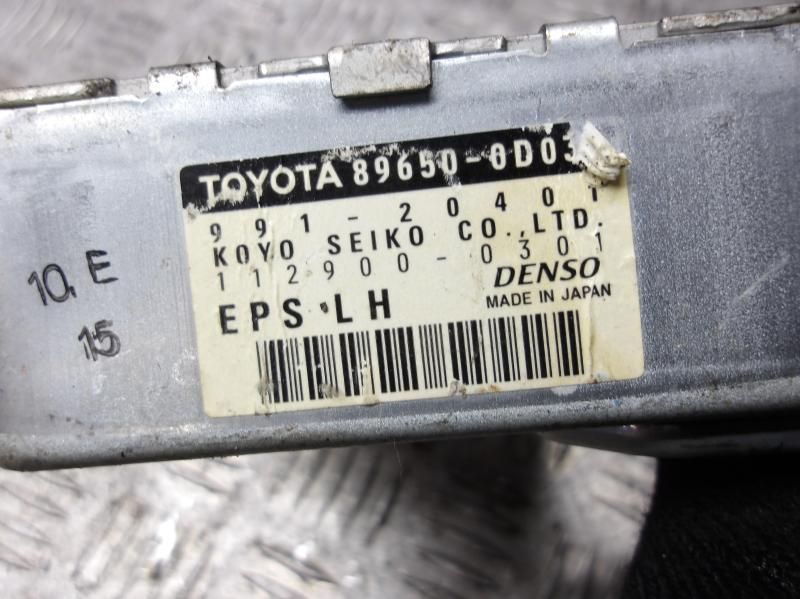 TOYOTA 89650-0D03
991-20401
KOYO SEIKO CO.,LTD.
112900-0301
DENSO
EPS LH
MADE IN JAPAN
10.E
15